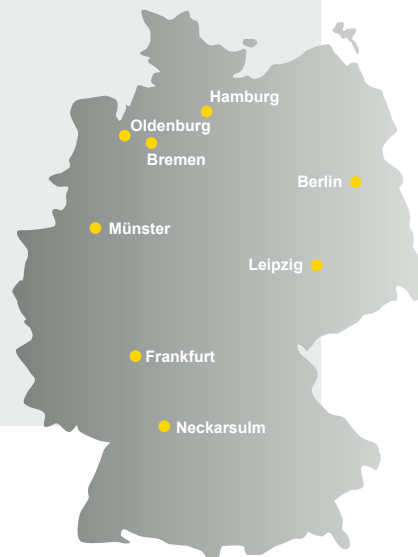 Hamburg
Oldenburg
Bremen
Berlin
Münster
Leipzig
Frankfurt
Neckarsulm